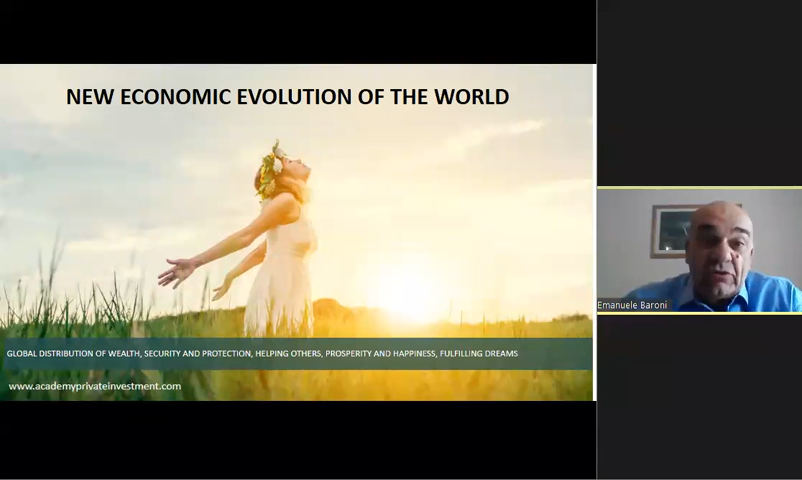 NEW ECONOMIC EVOLUTION OF THE WORLD
GLOBAL DISTRIBUTION OF WEALTH, SECURITY AND PROTECTION, HELPING OTHERS, PROSPERITY AND HAPPINESS, FULFILLING DREAMS
www.academyprivateinvestment.com
Emanuele Baroni